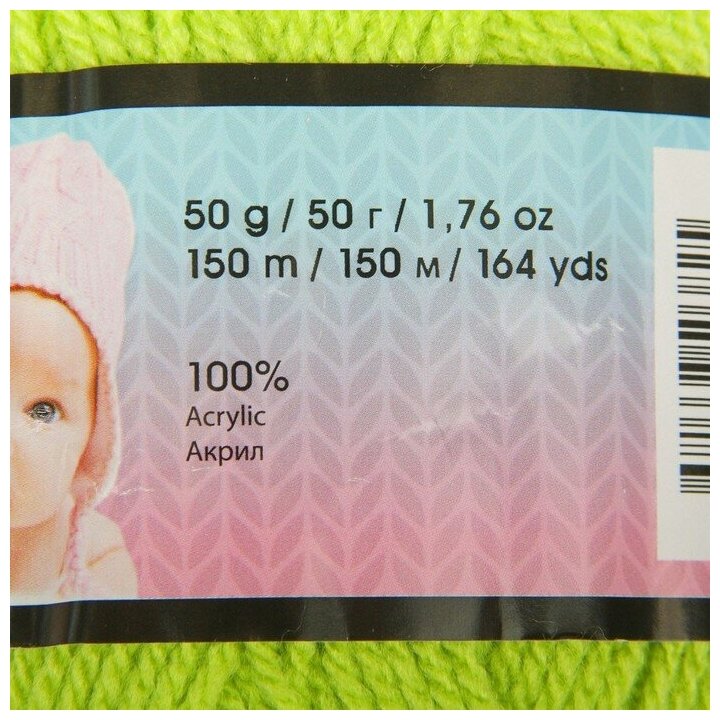 50 g / 50 г / 1,76 oz
150 m / 150 м / 164 yds
100%
Acrylic
Акрил